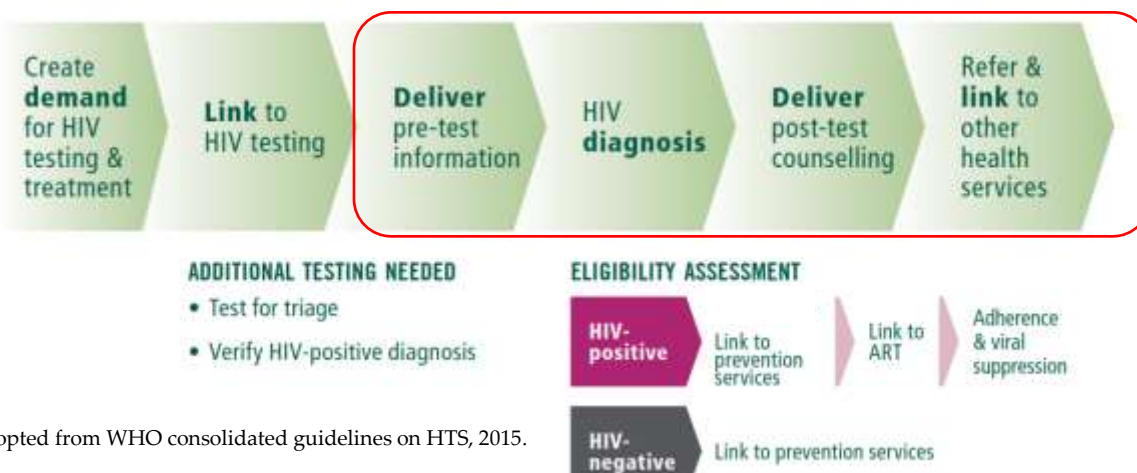 Create
demand
for HIV
testing &
treatment
Link to
HIV testing
Deliver
pre-test
information
HIV
diagnosis
Deliver
post-test
counselling
Refer &
link to
other
health
services
ADDITIONAL TESTING NEEDED
• Test for triage
• Verify HIV-positive diagnosis
ELIGIBILITY ASSESSMENT
HIV-
positive
Link to
prevention
services
Link to
ART
Adherence
& viral
suppression
HIV-
negative
Link to prevention services
opted from WHO consolidated guidelines on HTS, 2015.